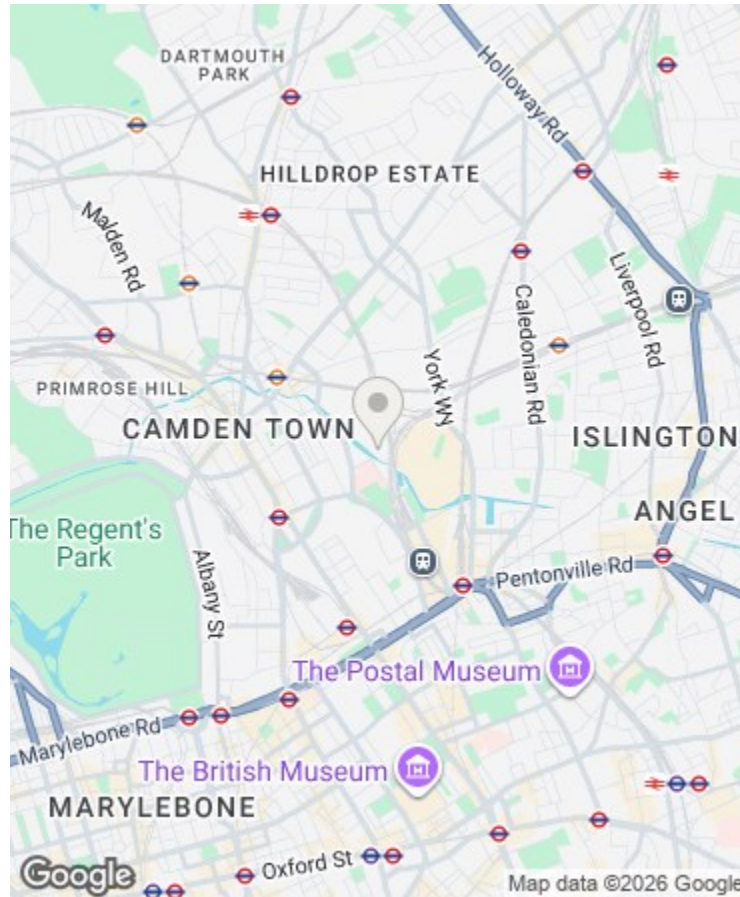 DARTMOUTH
PARK
Holloway Rd
HILLDROP ESTATE
Malden Rd
Liverpool Rd
Caledonian Rd
York Wy
PRIMROSE HILL
CAMDEN TOWN
ISLINGTON
ANGEL
The Regent's
Park
Albany St
Pentonville Rd
The Postal Museum
Marylebone Rd
The British Museum
MARYLEBONE
Oxford St
Google
Map data ©2026 Google